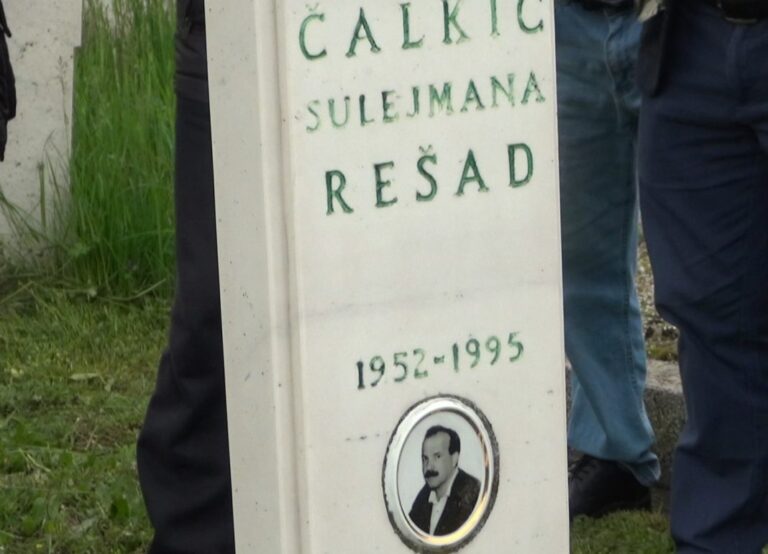 ČALKIĆ
SULEJMANA
REŠAD
1952-1995